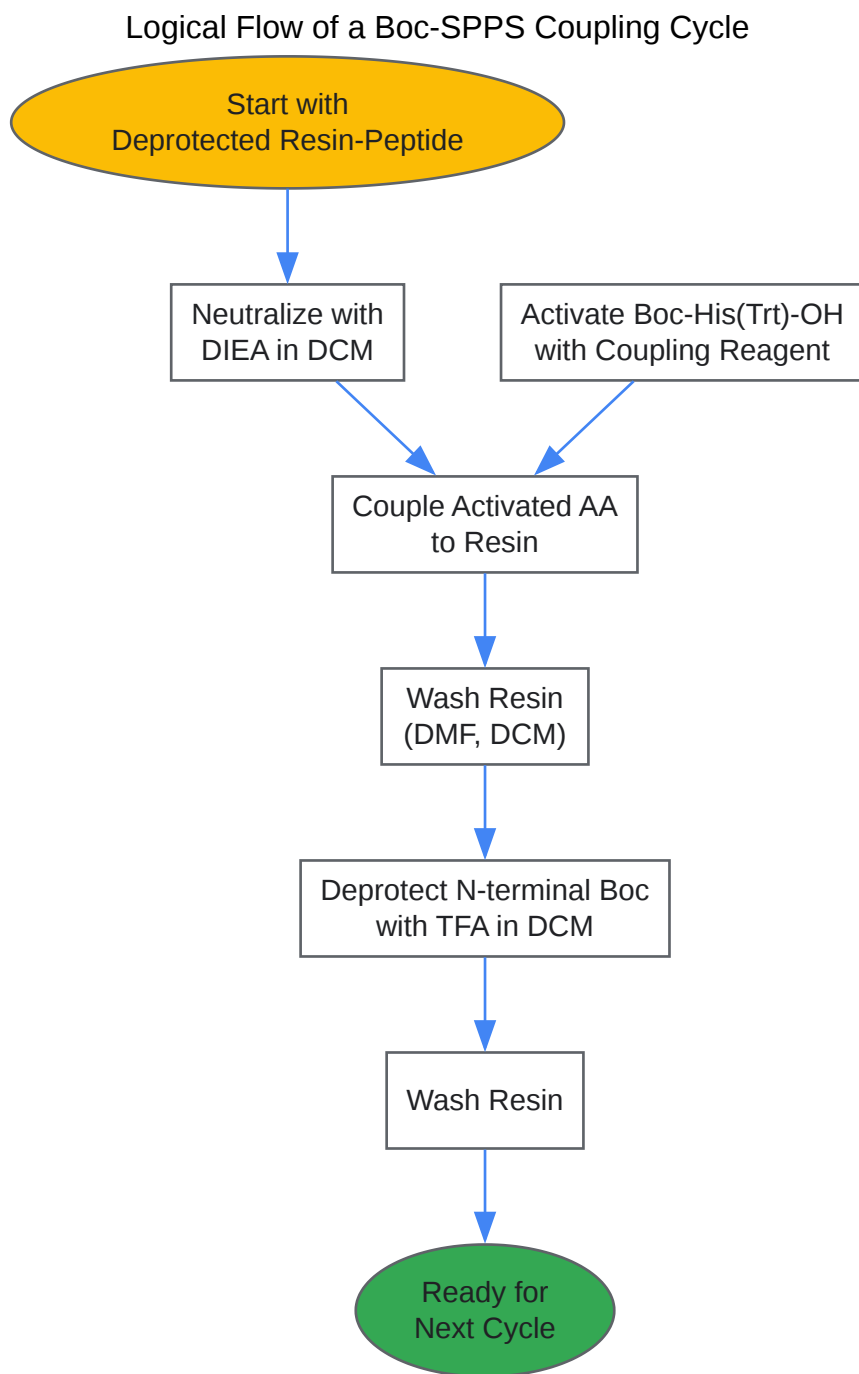 Logical Flow of a Boc-SPPS Coupling Cycle
Start with
Deprotected Resin-Peptide
Neutralize with
DIEA in DCM
Activate Boc-His(Trt)-OH
with Coupling Reagent
Couple Activated AA
to Resin
Wash Resin
(DMF, DCM)
Deprotect N-terminal Boc
with TFA in DCM
Wash Resin
Ready for
Next Cycle